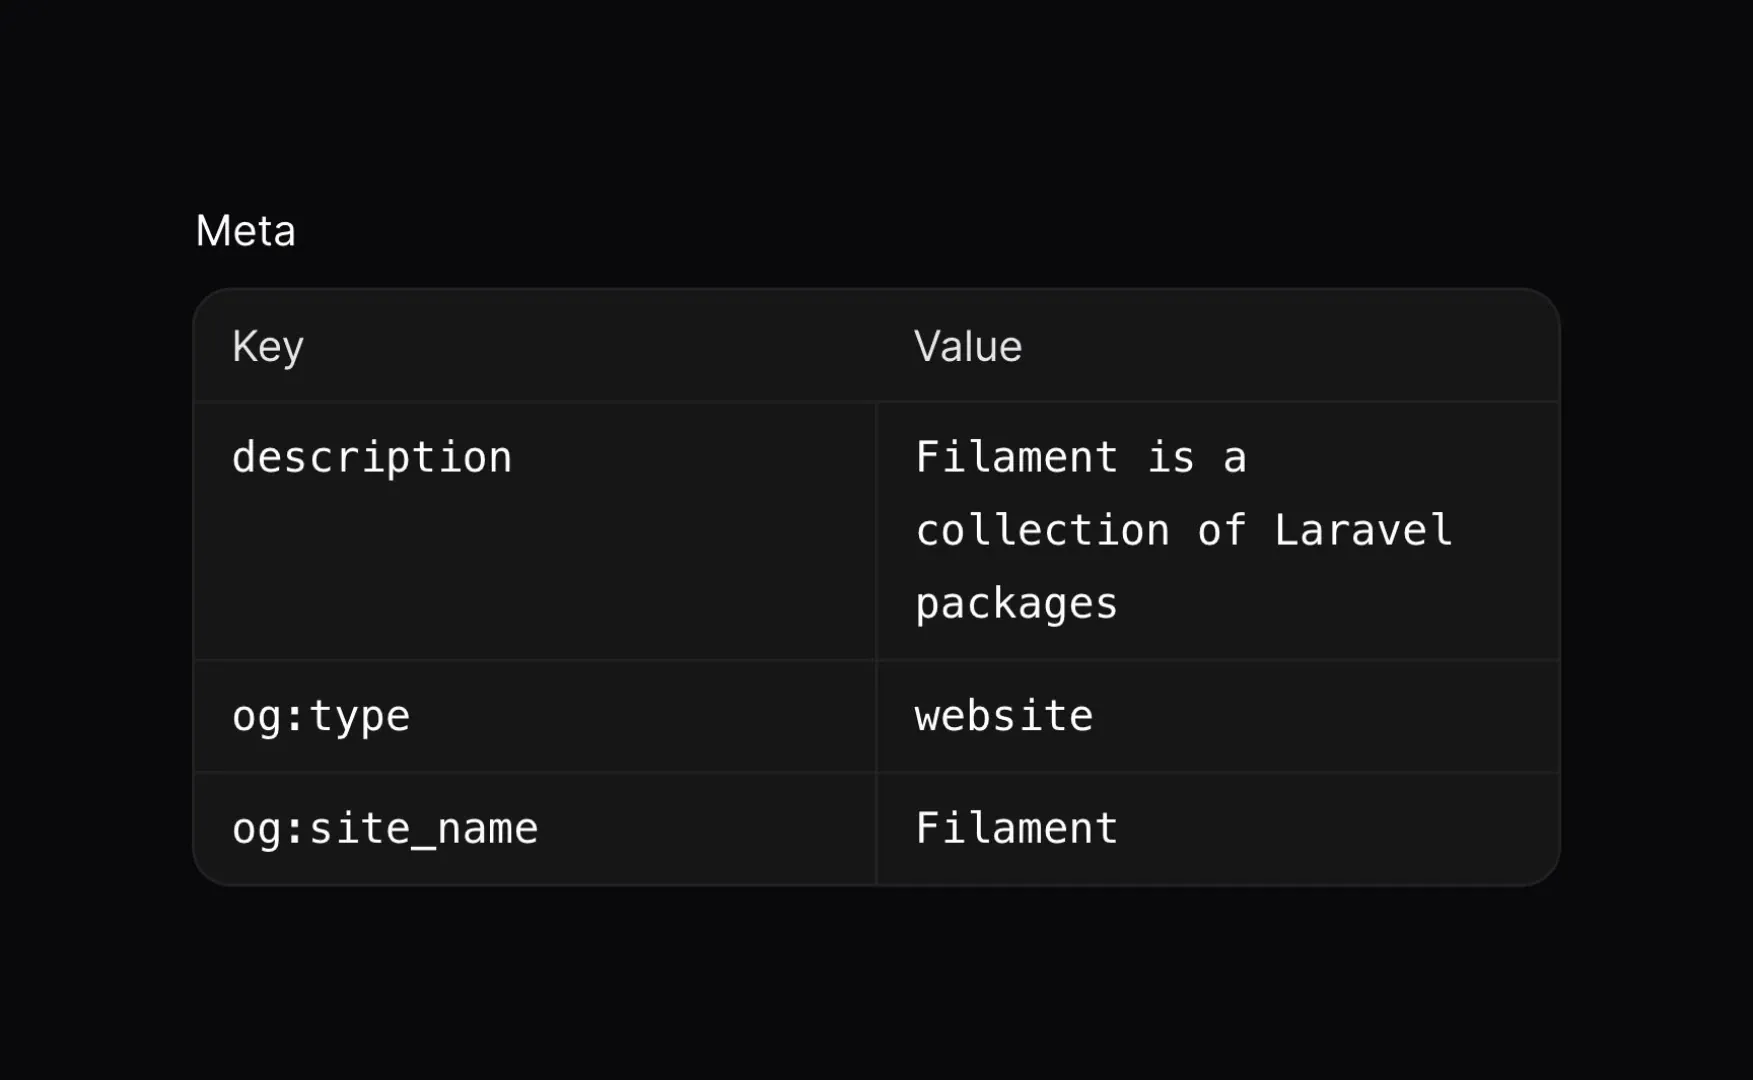 Meta
Key Value
description Filament is a
collection of Laravel
packages
og:type website
og:site_name Filament